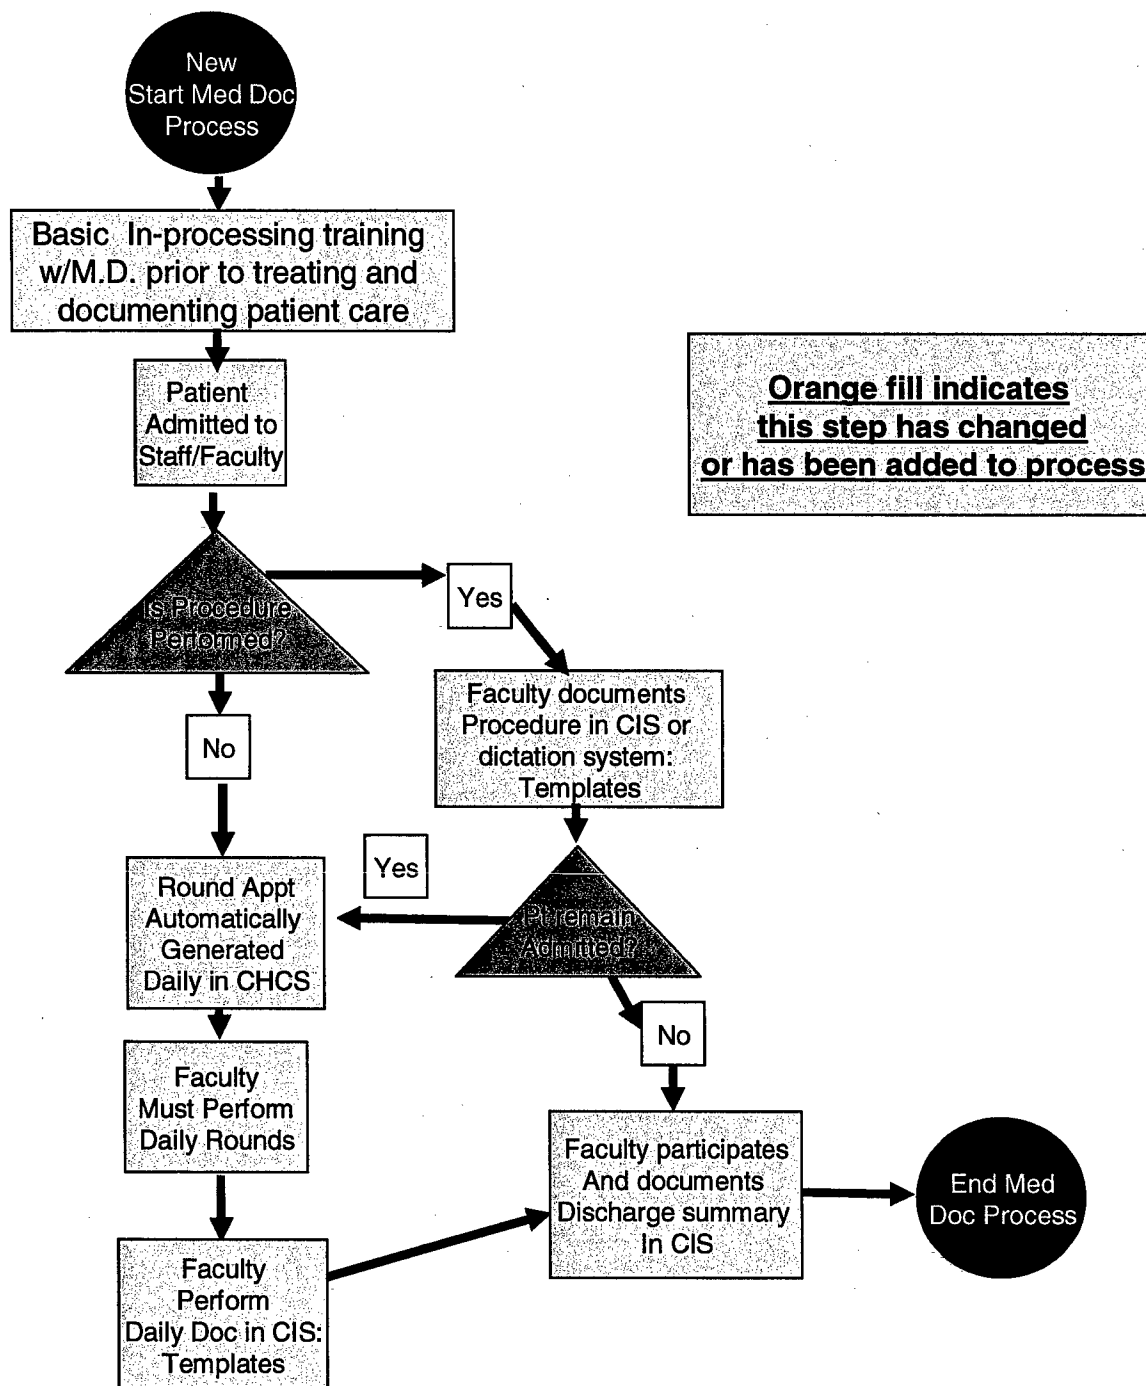 New
Start Med Doc
Process
Basic In-processing training
w/M.D. prior to treating and
documenting patient care
Patient
Admitted to
Staff/Faculty
Orange fill indicates
this step has changed
or has been added to process
Is Procedure
Performed?
Yes
No
Faculty documents
Procedure in CIS or
dictation system:
Templates
Yes
Round Appt
Automatically
Generated
Daily in CHCS
Pt remain
Admitted?
No
Faculty
Must Perform
Daily Rounds
Faculty participates
And documents
Discharge summary
In CIS
End Med
Doc Process
Faculty
Perform
Daily Doc in CIS:
Templates